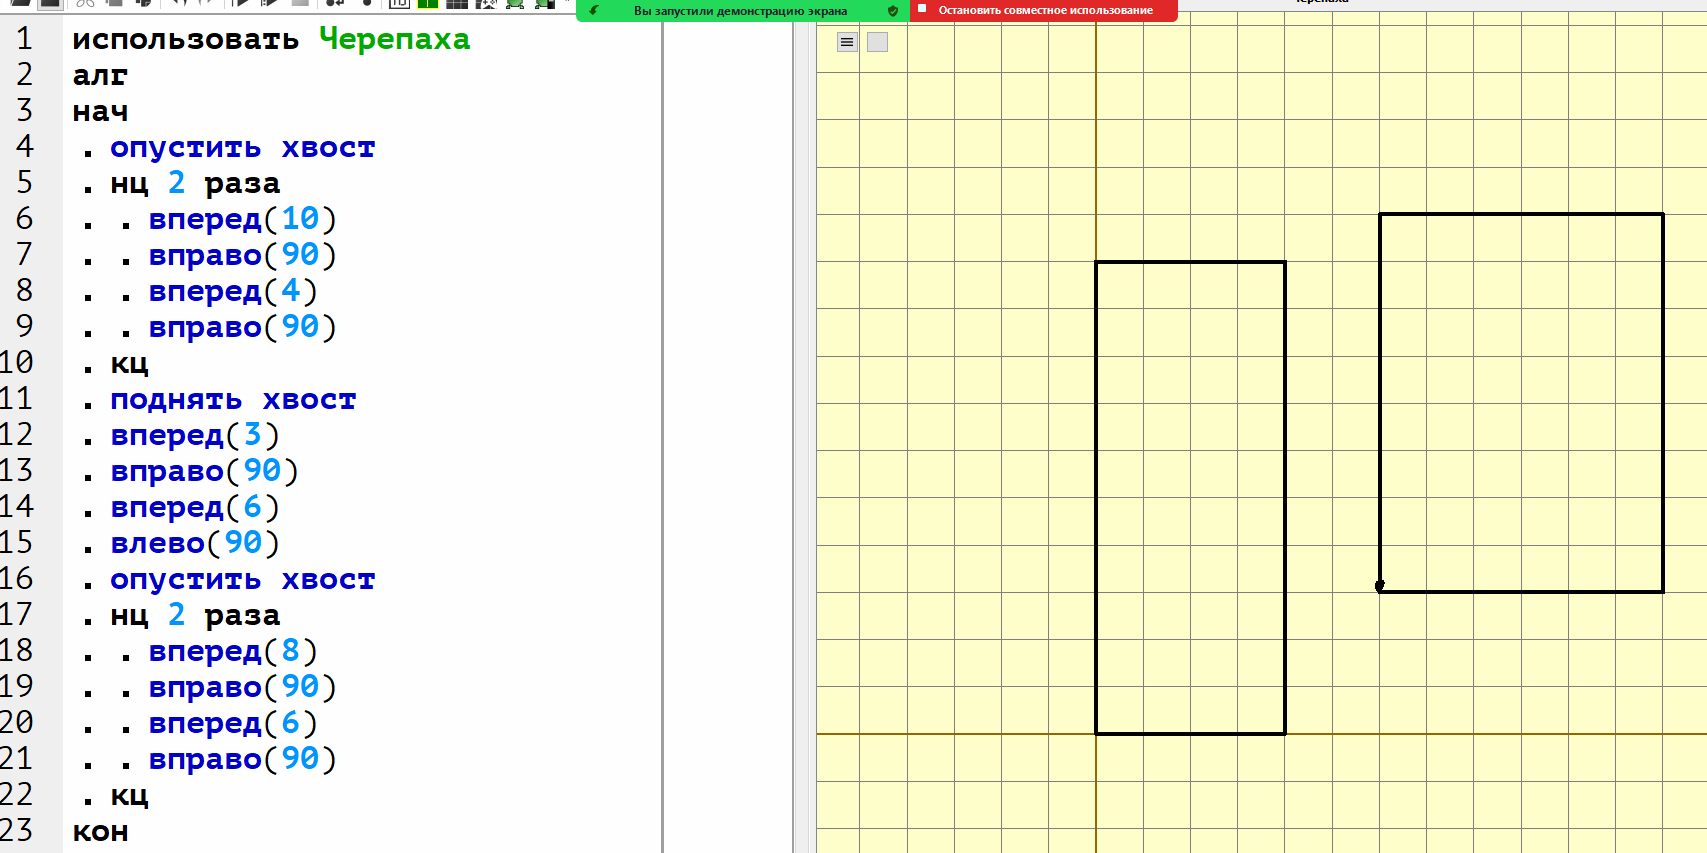 Вы запустили демонстрацию экрана
Остановить совместное использование
1 использовать Черепаха
2 алг
3 нач
4 . опустить хвост
5 . нц 2 раза
6 . . вперед(10)
7 . . вправо(90)
8 . . вперед(4)
9 . . вправо(90)
10 . кц
11 . поднять хвост
12 . вперед(3)
13 . вправо(90)
14 . вперед(6)
15 . влево(90)
16 . опустить хвост
17 . нц 2 раза
18 . . вперед(8)
19 . . вправо(90)
20 . . вперед(6)
21 . . вправо(90)
22 . кц
23 кон